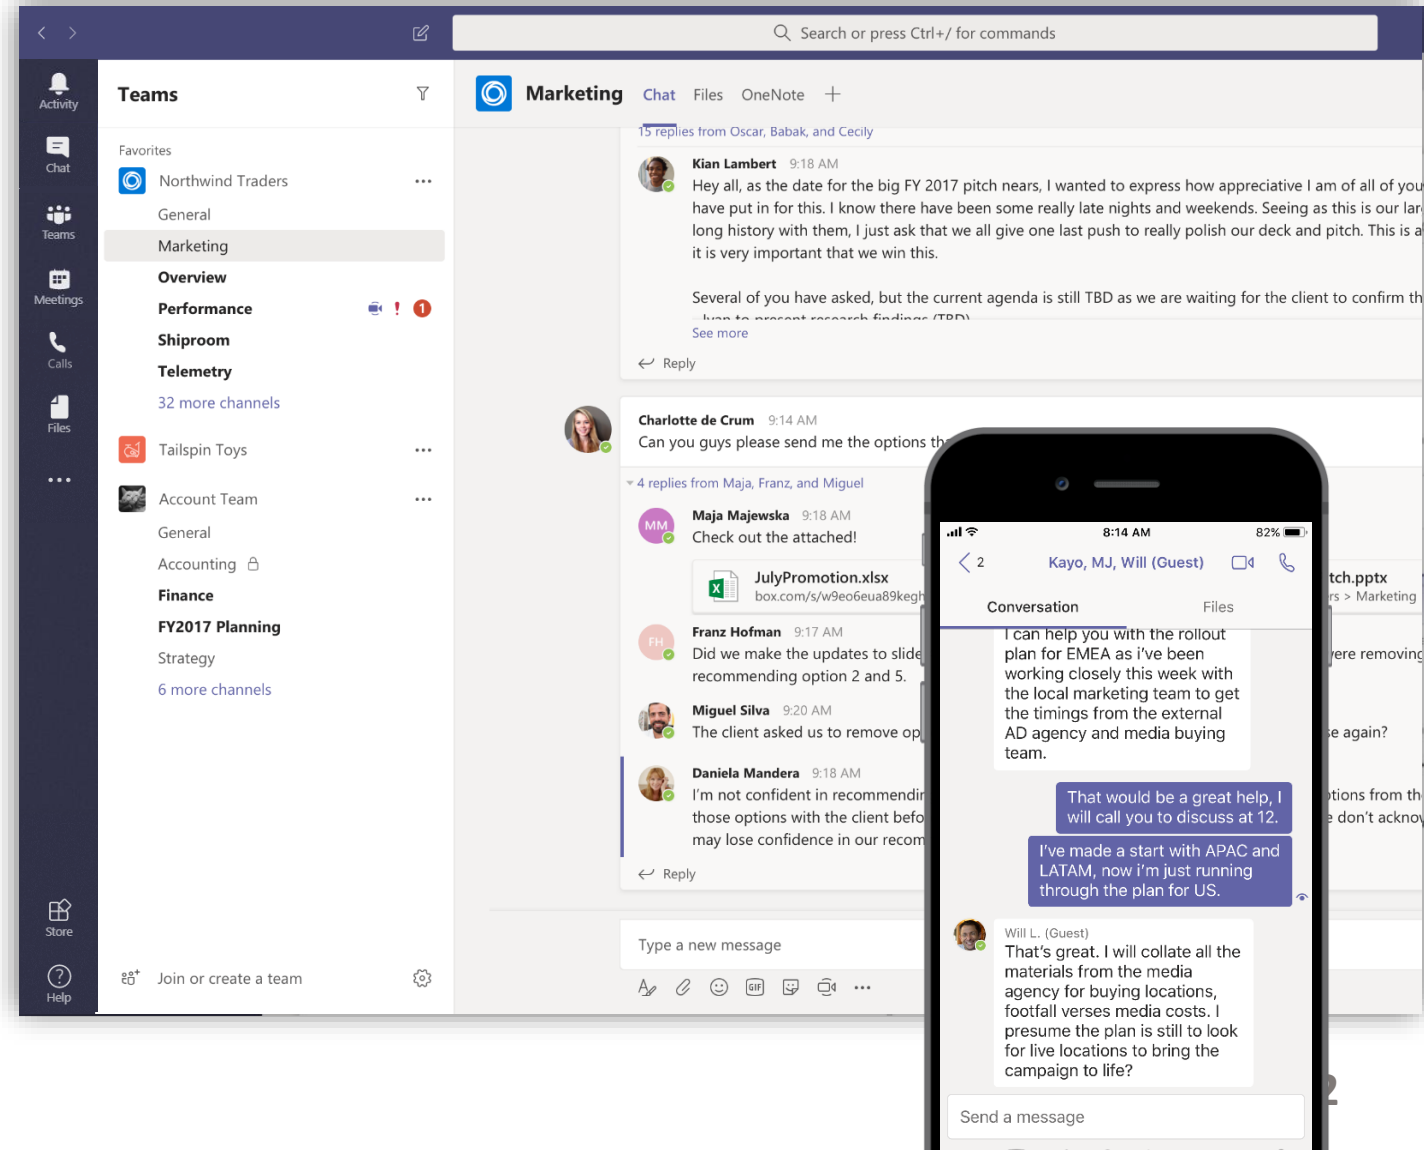 Search or press Ctrl+/ for commands
Activity
Chat
Teams
Meetings
Calls
Files
Store
Help
Teams
Favorites
Northwind Traders
General
Marketing
Overview
Performance 1
Shiproom
Telemetry
32 more channels
Tailspin Toys
Account Team
General
Accounting
Finance
FY2017 Planning
Strategy
6 more channels
Join or create a team
Marketing Chat Files OneNote
15 replies from Oscar, Babak, and Cecily
Kian Lambert 9:18 AM
Hey all, as the date for the big FY 2017 pitch nears, I wanted to express how appreciative I am of all of you
have put in for this. I know there have been some really late nights and weekends. Seeing as this is our lar
long history with them, I just ask that we all give one last push to really polish our deck and pitch. This is a
it is very important that we win this.
Several of you have asked, but the current agenda is still TBD as we are waiting for the client to confirm th
- Ivan to present research findings (TBD)
See more
Reply
Charlotte de Crum 9:14 AM
Can you guys please send me the options th
4 replies from Maja, Franz, and Miguel
MM
Maja Majewska 9:18 AM
Check out the attached!
JulyPromotion.xlsx
box.com/s/w9eo6eua89kegh
tch.pptx
rs > Marketing
FH
Franz Hofman 9:17 AM
Did we make the updates to slide
ere removing
recommending option 2 and 5.
Miguel Silva 9:20 AM
The client asked us to remove op
se again?
Daniela Mandera 9:18 AM
I'm not confident in recommendin
tions from th
those options with the client befo
e don't acknow
may lose confidence in our recom
Reply
Type a new message
GIF
8:14 AM 82%
2 Kayo, MJ, Will (Guest)
Conversation Files
I can help you with the rollout
plan for EMEA as i've been
working closely this week with
the local marketing team to get
the timings from the external
AD agency and media buying
team.
That would be a great help, I
will call you to discuss at 12.
I've made a start with APAC and
LATAM, now i'm just running
through the plan for US.
Will L. (Guest)
That's great. I will collate all the
materials from the media
agency for buying locations,
footfall verses media costs. I
presume the plan is still to look
for live locations to bring the
campaign to life?
Send a message
2